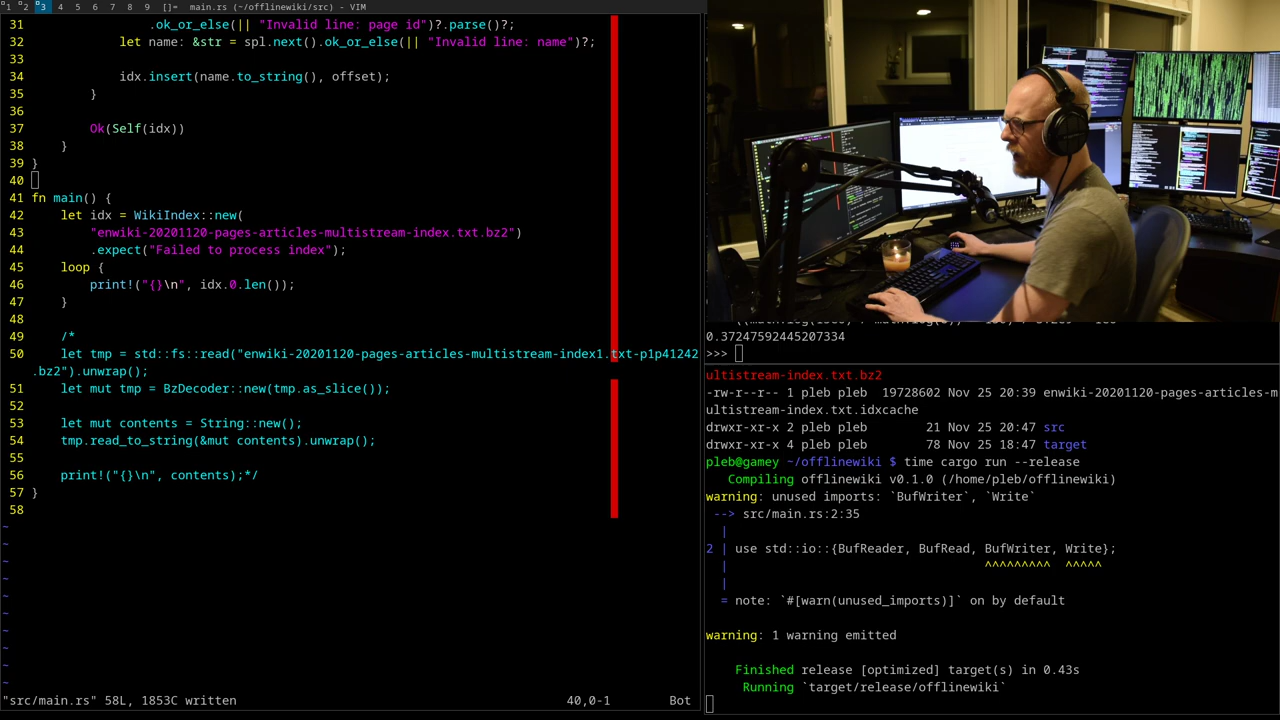 1 2 3 4 5 6 7 8 9 []= main.rs (~/offlinewiki/src) - VIM
31 .ok_or_else(|| "Invalid line: page id")?.parse()?;
32 let name: &str = spl.next().ok_or_else(|| "Invalid line: name")?;
33
34 idx.insert(name.to_string(), offset);
35 }
36
37 Ok(Self(idx))
38 }
39 }
40
41 fn main() {
42 let idx = WikiIndex::new(
43 "enwiki-20201120-pages-articles-multistream-index.txt.bz2")
44 .expect("Failed to process index");
45 loop {
46 print!("{}\n", idx.0.len());
47 }
48
49 /*
50 let tmp = std::fs::read("enwiki-20201120-pages-articles-multistream-index1.txt-p1p41242
.bz2").unwrap();
51 let mut tmp = BzDecoder::new(tmp.as_slice());
52
53 let mut contents = String::new();
54 tmp.read_to_string(&mut contents).unwrap();
55
56 print!("{}\n", contents);*/
57 }
58
~
~
~
~
~
~
~
~
~
~
"src/main.rs" 58L, 1853C written 40,0-1 Bot
0.37247592445207334
>>>
ultistream-index.txt.bz2
-rw-r--r-- 1 pleb pleb 19728602 Nov 25 20:39 enwiki-20201120-pages-articles-m
ultistream-index.txt.idxcache
drwxr-xr-x 2 pleb pleb 21 Nov 25 20:47 src
drwxr-xr-x 4 pleb pleb 78 Nov 25 18:47 target
pleb@gamey ~/offlinewiki $ time cargo run --release
Compiling offlinewiki v0.1.0 (/home/pleb/offlinewiki)
warning: unused imports: `BufWriter`, `Write`
--> src/main.rs:2:35
|
2 | use std::io::{BufReader, BufRead, BufWriter, Write};
| ^^^^^^^^^ ^^^^^
|
= note: `#[warn(unused_imports)]` on by default
warning: 1 warning emitted
Finished release [optimized] target(s) in 0.43s
Running `target/release/offlinewiki`